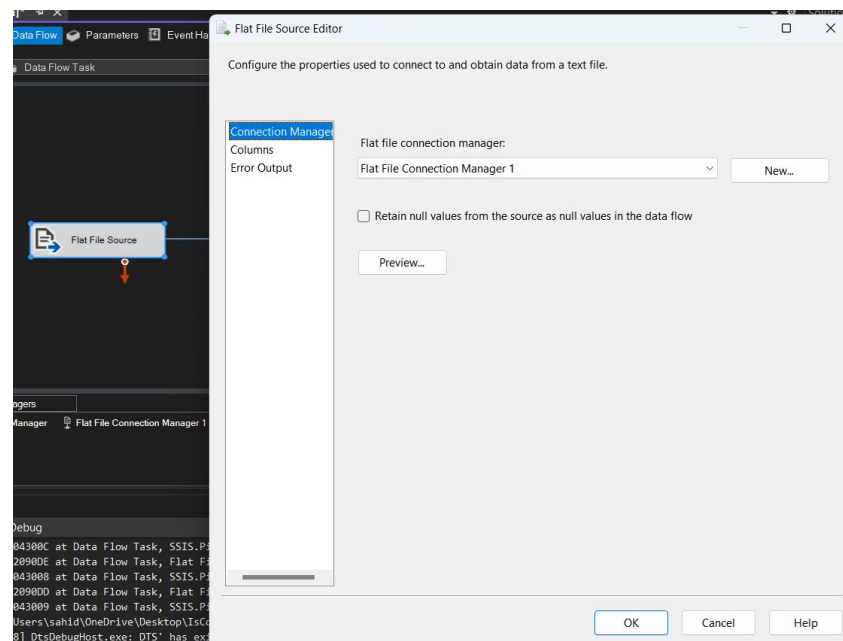 Data Flow Parameters Event Ha
Data Flow Task
Flat File Source
agers
Manager Flat File Connection Manager 1
Debug
04300C at Data Flow Task, SSIS.Pi
2090DE at Data Flow Task, Flat Fi
043008 at Data Flow Task, SSIS.Pi
2090DD at Data Flow Task, Flat Fi
043009 at Data Flow Task, SSIS.Pi
Users\sahid\OneDrive\Desktop\IsCo
8] DtsDebugHost.exe: DTS' has exi
Flat File Source Editor
Configure the properties used to connect to and obtain data from a text file.
Connection Manager
Columns
Error Output
Flat file connection manager:
Flat File Connection Manager 1
New...
Retain null values from the source as null values in the data flow
Preview...
OK Cancel Help